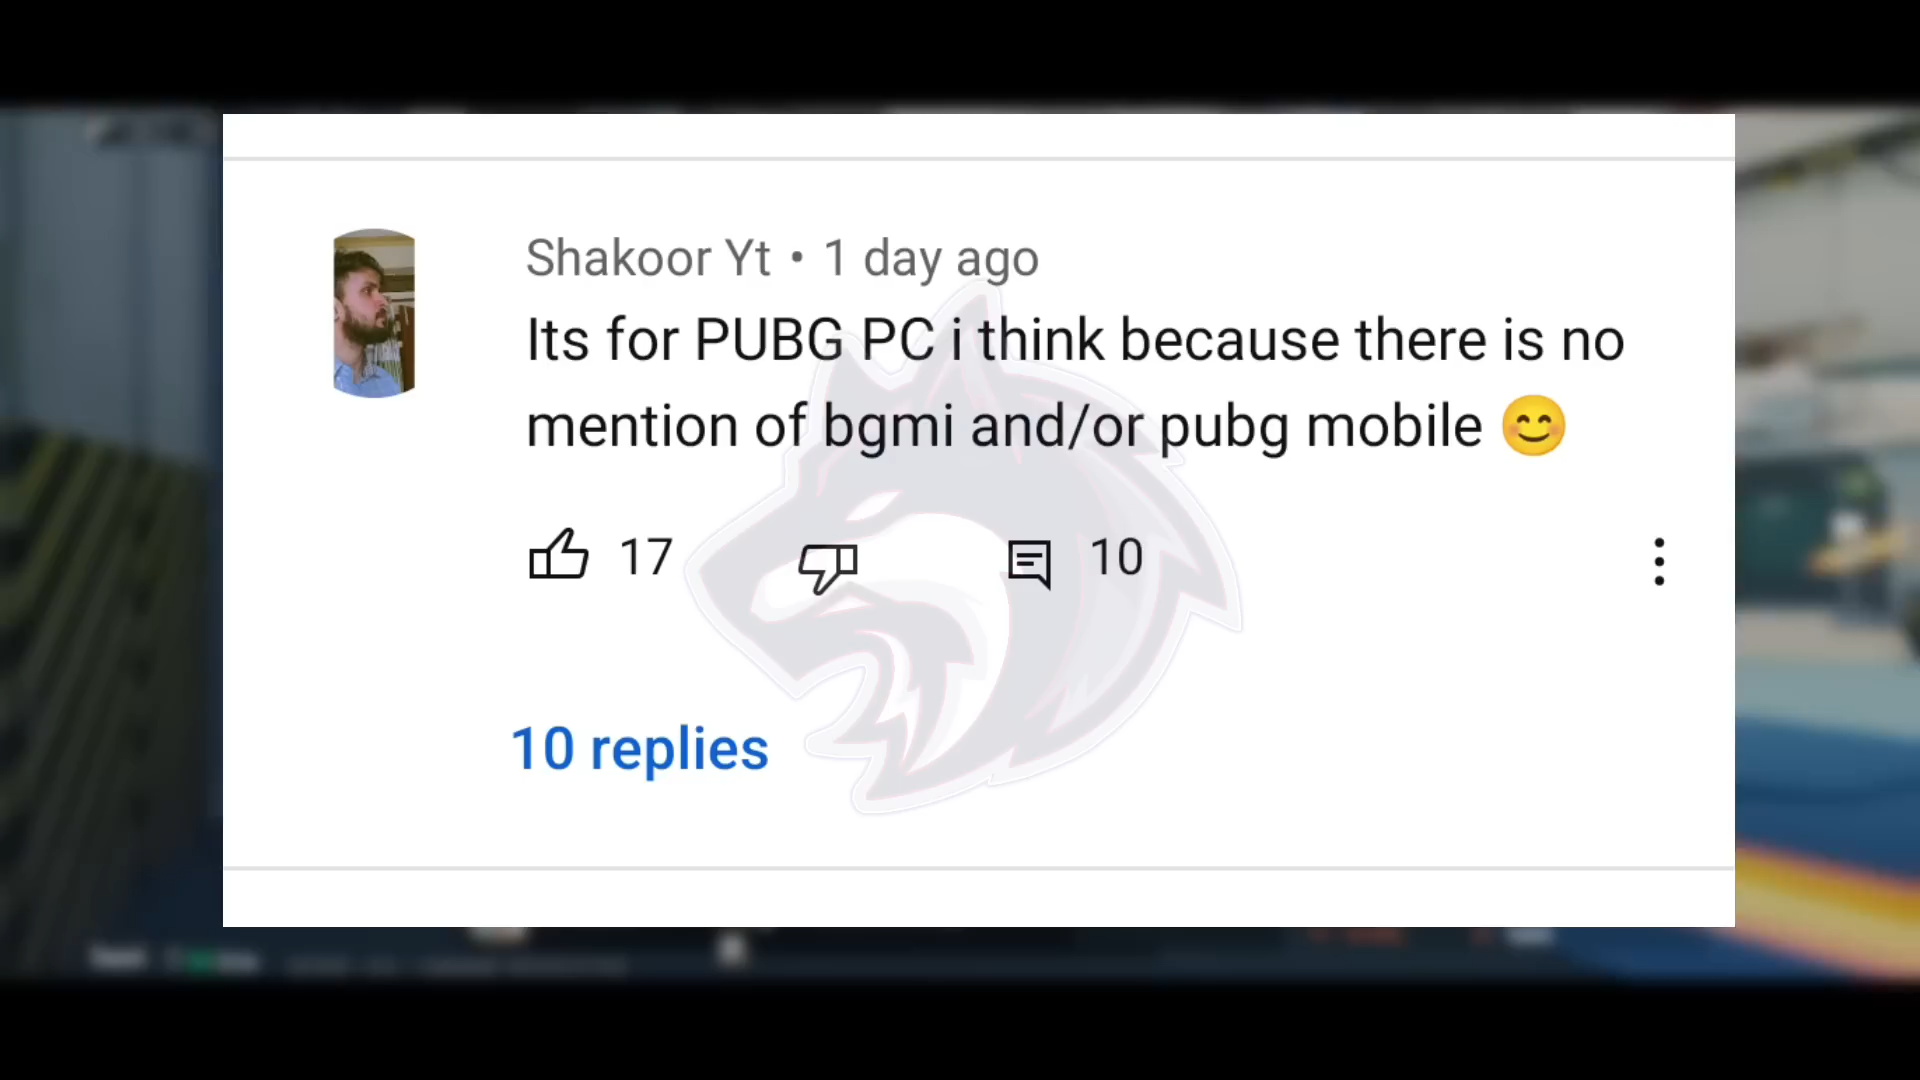 Shakoor Yt • 1 day ago
Its for PUBG PC i think because there is no
mention of bgmi and/or pubg mobile 😊
17
10
10 replies